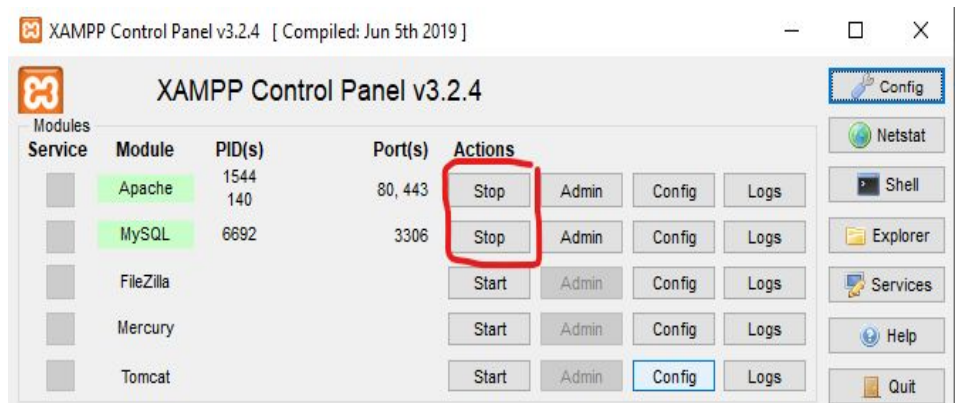 XAMPP Control Panel v3.2.4 [ Compiled: Jun 5th 2019 ]
XAMPP Control Panel v3.2.4
Config
Modules
Service Module PID(s) Port(s) Actions
Netstat
Apache 1544 140 80, 443 Stop Admin Config Logs
Shell
MySQL 6692 3306 Stop Admin Config Logs
Explorer
FileZilla Start Admin Config Logs
Services
Mercury Start Admin Config Logs
Help
Tomcat Start Admin Config Logs
Quit